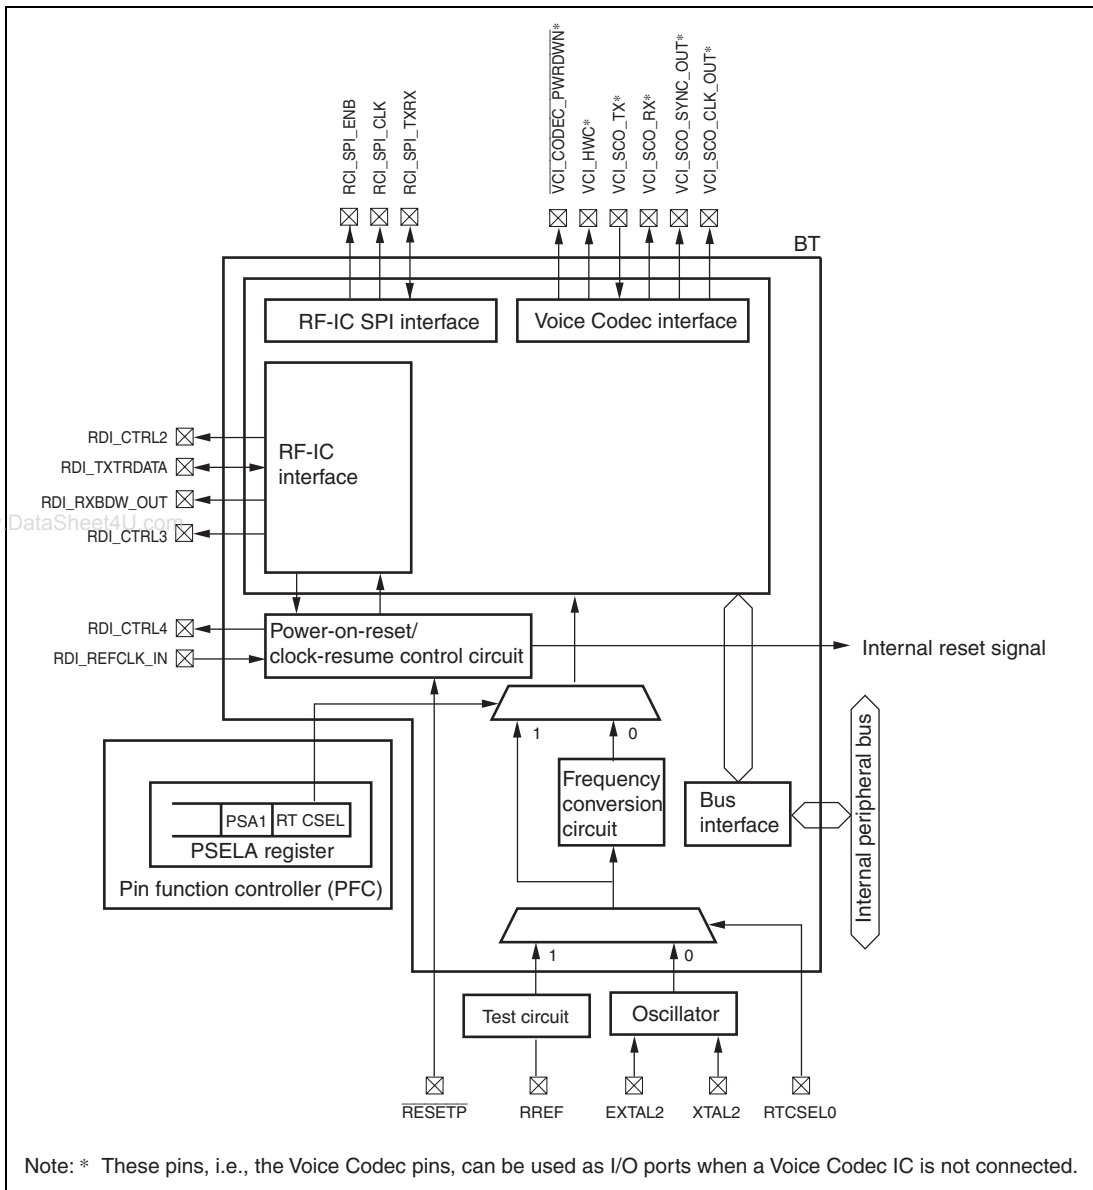 RCI_SPI_ENB
RCI_SPI_CLK
RCI_SPI_TXRX
VCI_CODEC_PWRDWN*
VCI_HWC*
VCI_SCO_TX*
VCI_SCO_RX*
VCI_SCO_SYNC_OUT*
VCI_SCO_CLK_OUT*
BT
RF-IC SPI interface
Voice Codec interface
RF-IC
interface
RDI_CTRL2
RDI_TXTRDATA
RDI_RXBDW_OUT
.DataSheet4U.com
RDI_CTRL3
RDI_CTRL4
RDI_REFCLK_IN
Power-on-reset/
clock-resume control circuit
Internal reset signal
1
0
Frequency
conversion
circuit
Bus
interface
Internal peripheral bus
PSA1
RT CSEL
PSELA register
Pin function controller (PFC)
1
0
Test circuit
Oscillator
RESETP
RREF
EXTAL2
XTAL2
RTCSEL0
Note: * These pins, i.e., the Voice Codec pins, can be used as I/O ports when a Voice Codec IC is not connected.